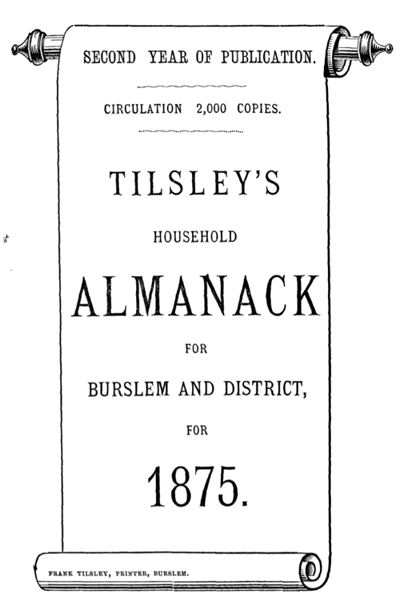 SECOND YEAR OF PUBLICATION.
CIRCULATION 2,000 COPIES.
TILSLEY'S
HOUSEHOLD
ALMANACK
FOR
BURSLEM AND DISTRICT,
FOR
1875.
FRANK TILSLEY, PRINTER, BURSLEM.